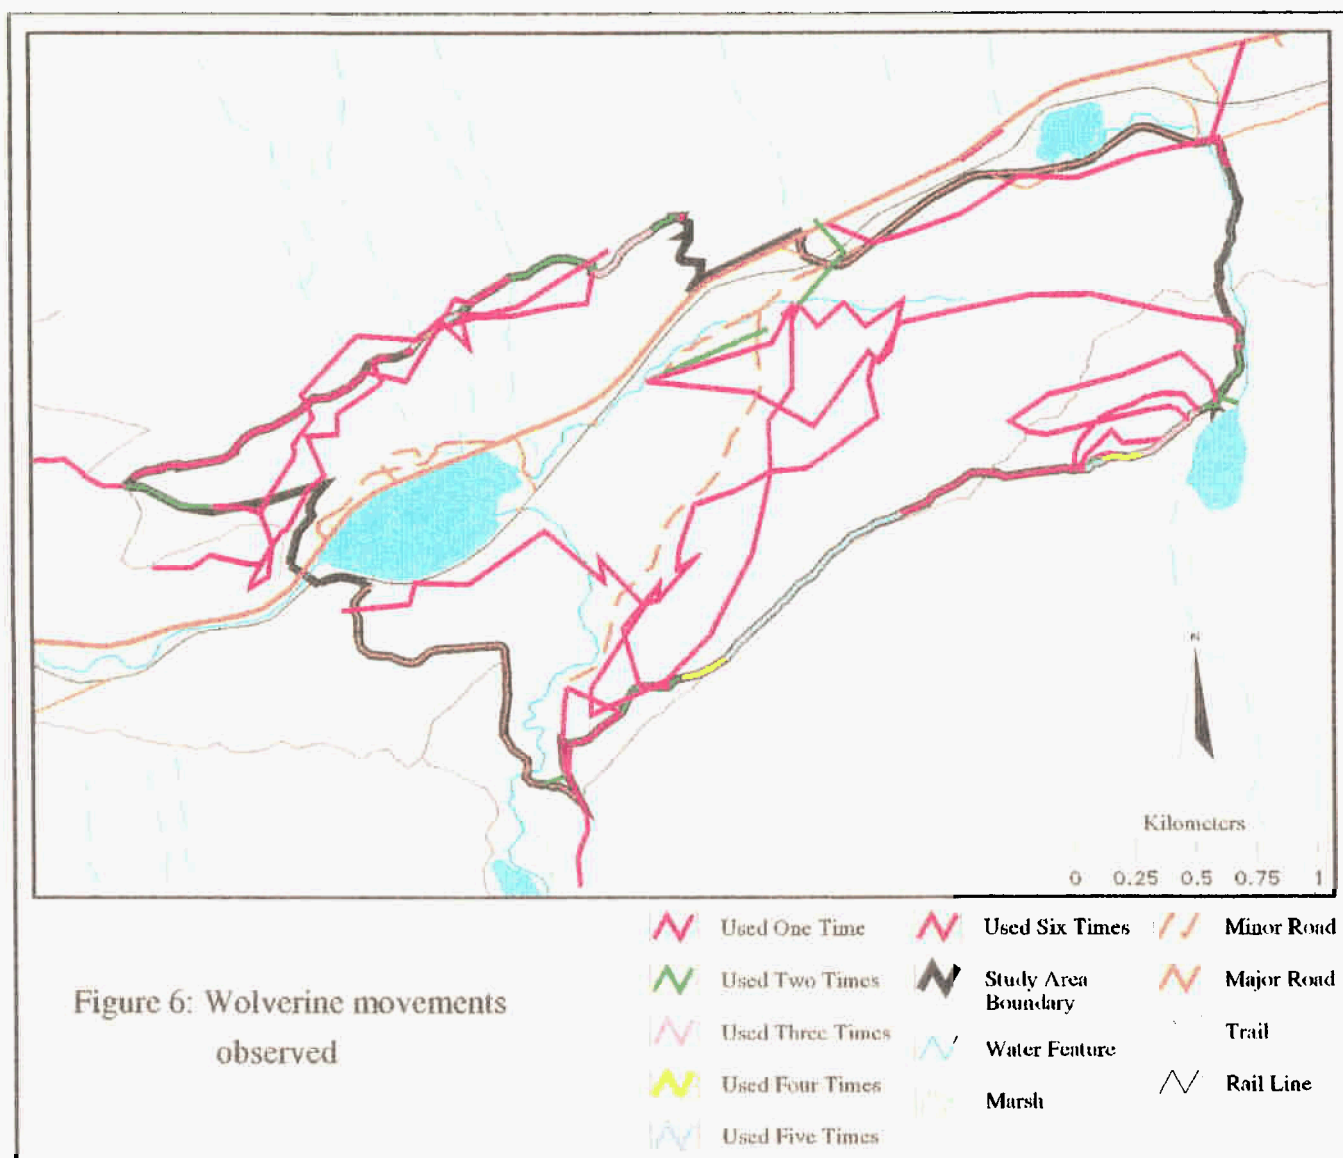 N
Kilometers
0 0.25 0.5 0.75 1
Figure 6: Wolverine movements
observed
Used One Time
Used Two Times
Used Three Times
Used Four Times
Used Five Times
Used Six Times
Study Area
Boundary
Water Feature
Marsh
Minor Road
Major Road
Trail
Rail Line